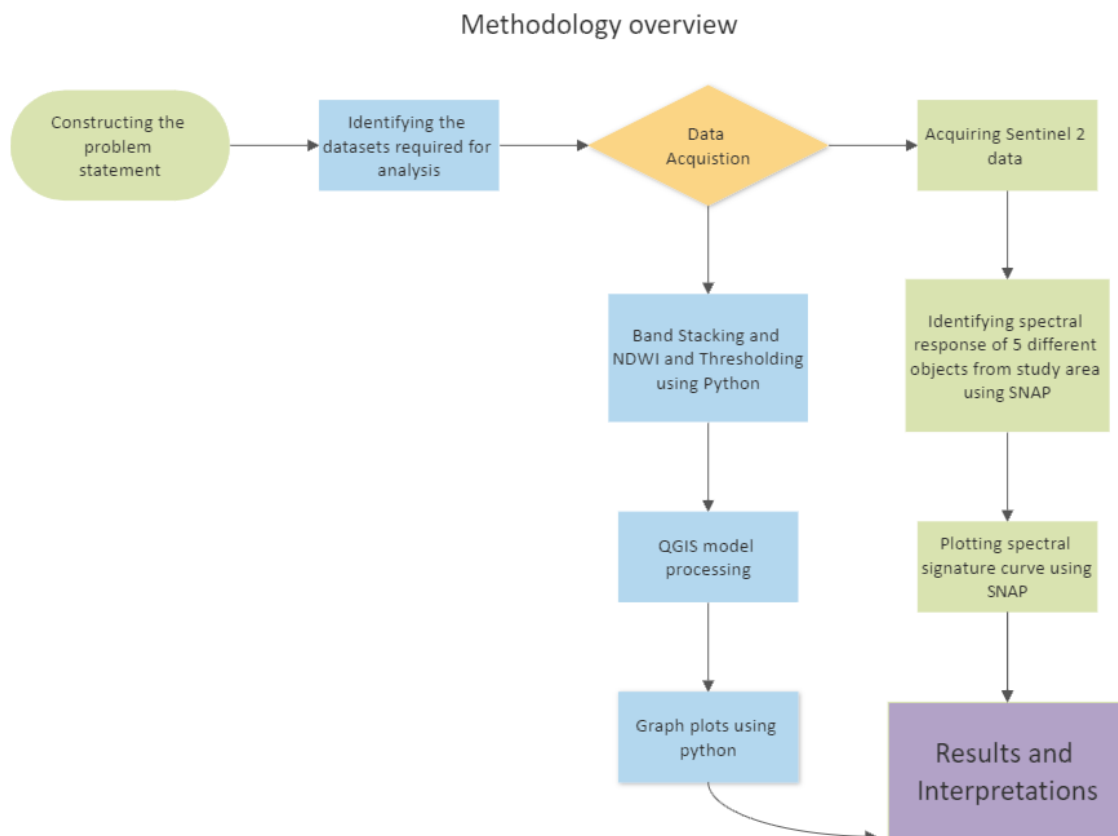 Methodology overview
Constructing the
problem
statement
Identifying the
datasets required for
analysis
Data
Acquistion
Acquiring Sentinel 2
data
Band Stacking and
NDWI and Thresholding
using Python
Identifying spectral
response of 5 different
objects from study area
using SNAP
QGIS model
processing
Plotting spectral
signature curve using
SNAP
Graph plots using
python
Results and
Interpretations